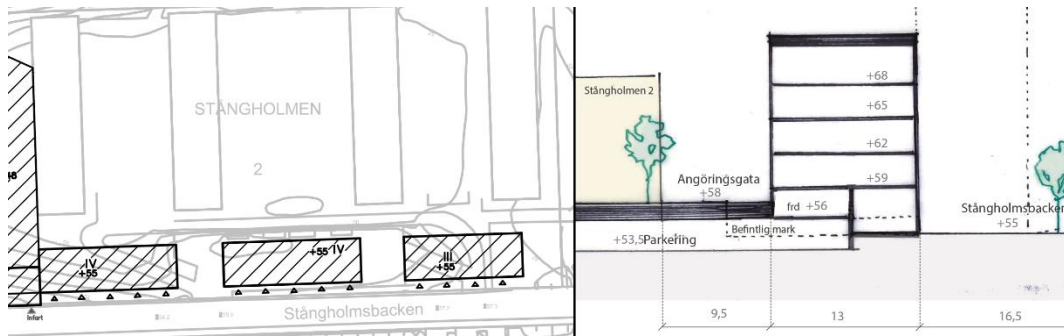 STÅNGHOLMEN
2
IV
+55
+55 IV
III
+55
Stångholmsbacken
Infart
+68
Stångholmen 2
+65
+62
+59
Angöringsgata
+58
frd +56
Stångholmsbacken
+55
Befintlig mark
+53,5 Parkering
9,5
13
16,5